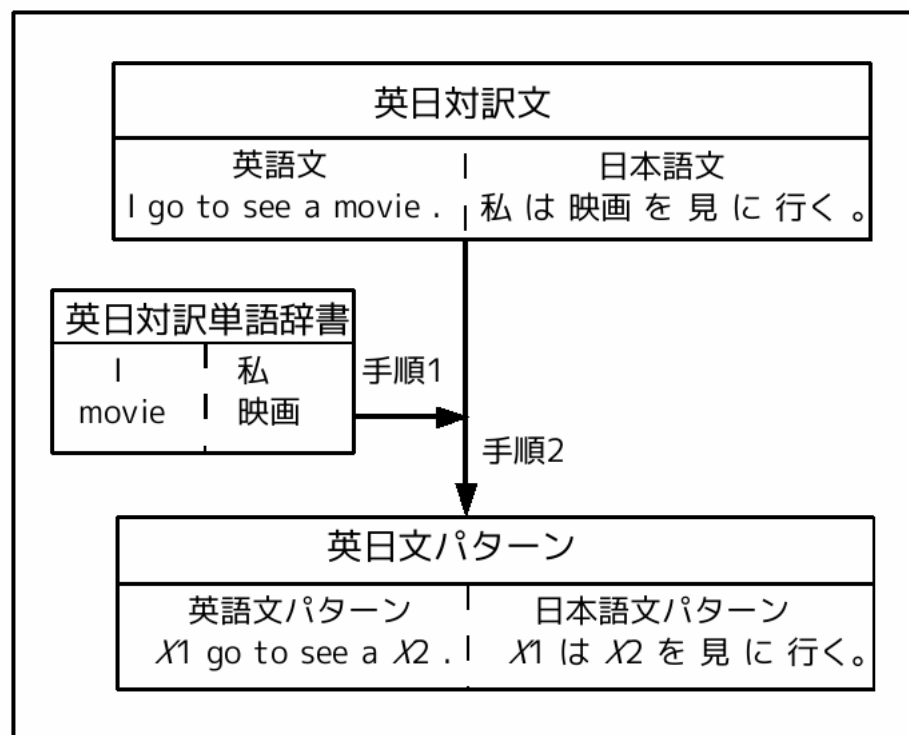 英日対訳文
英語文 日本語文
I go to see a movie . 私 は 映画 を 見 に 行く 。
英日対訳単語辞書
I 私
movie 映画
手順1
手順2
英日文パターン
英語文パターン 日本語文パターン
X1 go to see a X2 . X1 は X2 を 見 に 行く。